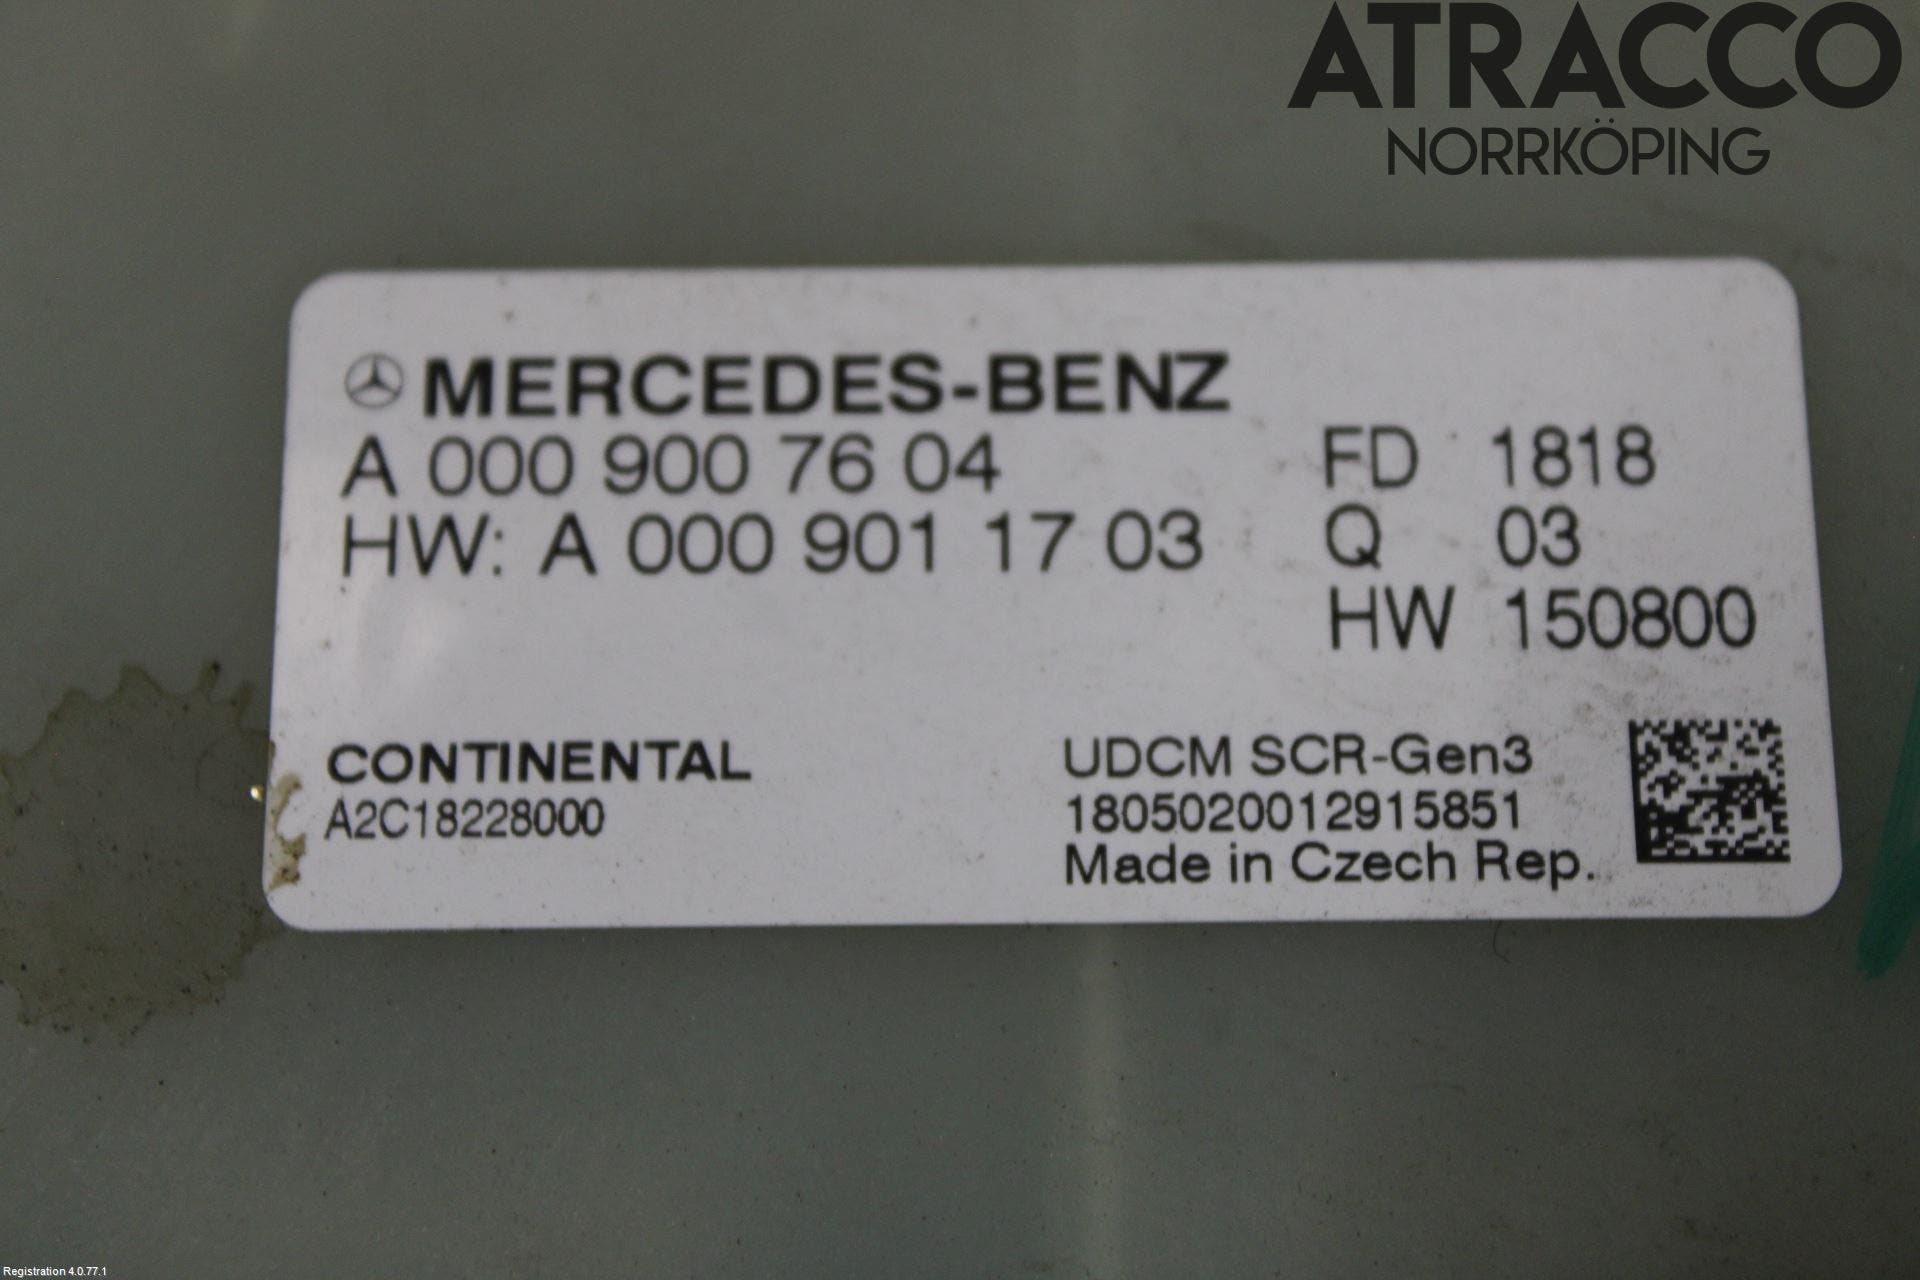 ATRACCO
NORRKÖPING
MERCEDES-BENZ
A 000 900 76 04
HW: A 000 901 17 03
FD 1818
Q 03
HW 150800
CONTINENTAL
A2C18228000
UDCM SCR-Gen3
1805020012915851
Made in Czech Rep.
Registration 4.0.77.1